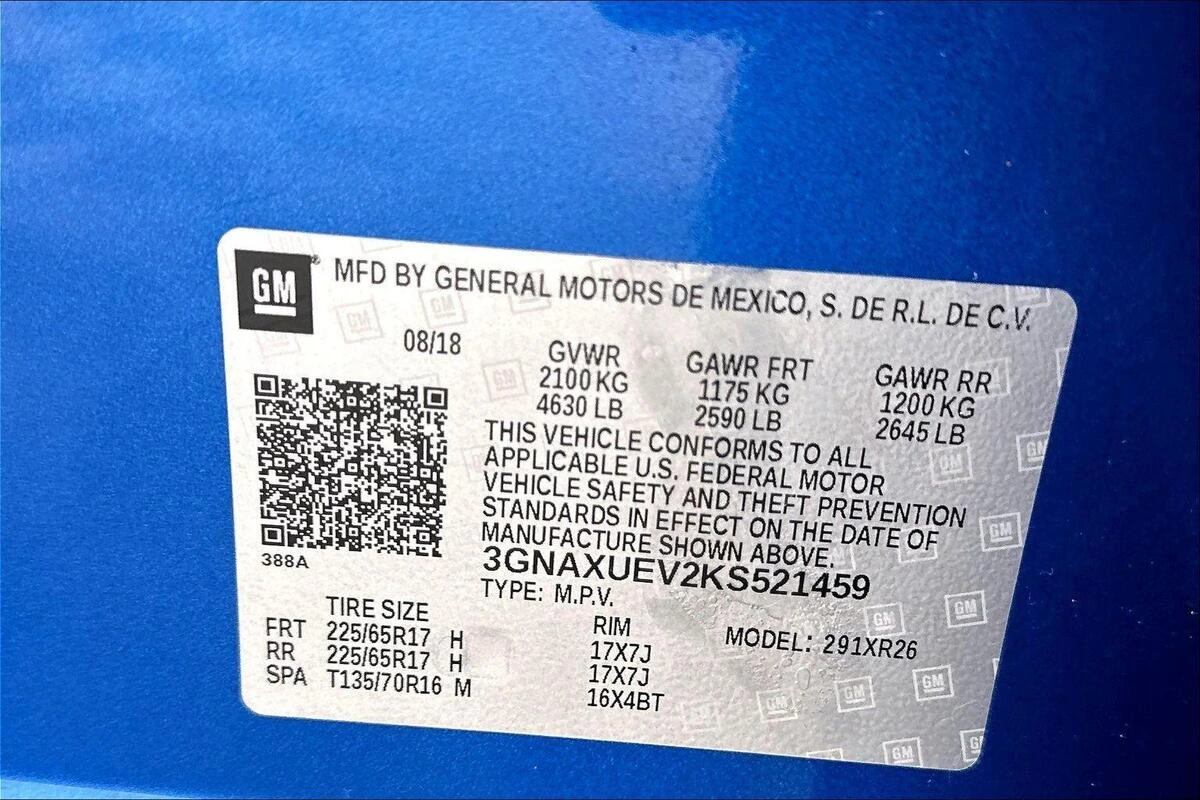 GM® MFD BY GENERAL MOTORS DE MEXICO, S. DE R.L. DE C.V.
08/18 GVWR GAWR FRT GAWR RR
2100 KG 1175 KG 1200 KG
4630 LB 2590 LB 2645 LB
THIS VEHICLE CONFORMS TO ALL
APPLICABLE U.S. FEDERAL MOTOR
VEHICLE SAFETY AND THEFT PREVENTION
STANDARDS IN EFFECT ON THE DATE OF
MANUFACTURE SHOWN ABOVE.
388A 3GNAXUEV2KS521459
TYPE: M.P.V.
TIRE SIZE RIM MODEL: 291XR26
FRT 225/65R17 H 17X7J
RR 225/65R17 H 17X7J
SPA T135/70R16 M 16X4BT